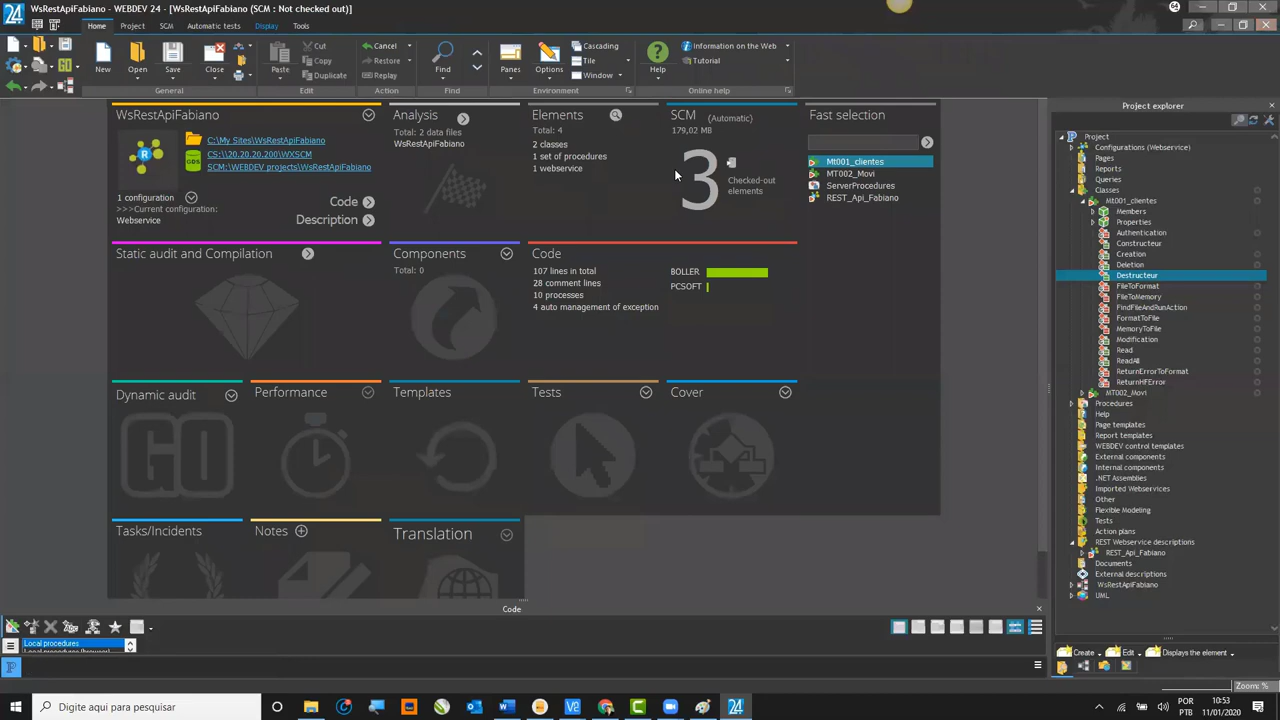 WsRestApiFabiano - WEBDEV 24 - [WsRestApiFabiano (SCM : Not checked out)]
24
64
Home
Project
SCM
Automatic tests
Display
Tools
New
Open
Save
Close
Paste
Cut
Copy
Duplicate
Cancel
Restore
Replay
Find
Panes
Options
Cascading
Tile
Window
Help
Information on the Web
Tutorial
General
Edit
Action
Find
Environment
Online help
WsRestApiFabiano
C:\My Sites\WsRestApiFabiano
CS:\\20.20.20.200\WXSCM
SCM:\WEBDEV projects\WsRestApiFabiano
1 configuration
>>>Current configuration:
Webservice
Code
Description
Analysis
Total: 2 data files
WsRestApiFabiano
Elements
Total: 4
2 classes
1 set of procedures
1 webservice
SCM (Automatic)
179,02 MB
3
Checked-out
elements
Fast selection
Mt001_clientes
MT002_Movi
ServerProcedures
REST_Api_Fabiano
Static audit and Compilation
Components
Total: 0
Code
107 lines in total
28 comment lines
10 processes
4 auto management of exception
BOLLER
PCSOFT
Dynamic audit
GO
Performance
Templates
Tests
Cover
Tasks/Incidents
Notes
Translation
Code
Local procedures
Local procedures (browser)
Project explorer
Project
Configurations (Webservice)
Pages
Reports
Queries
Classes
Mt001_clientes
Members
Properties
Authentication
Constructeur
Creation
Deletion
Destructeur
FileToFormat
FileToMemory
FindFileAndRunAction
FormatToFile
MemoryToFile
Modification
Read
ReadAll
ReturnErrorToFormat
ReturnHFError
MT002_Movi
Procedures
Help
Page templates
Report templates
WEBDEV control templates
External components
Internal components
.NET Assemblies
Imported Webservices
Other
Flexible Modeling
Tests
Action plans
REST Webservice descriptions
REST_Api_Fabiano
Documents
External descriptions
WsRestApiFabiano
UML
Create
Edit
Displays the element
Zoom: %
Digite aqui para pesquisar
24
POR
PTB
10:53
11/01/2020